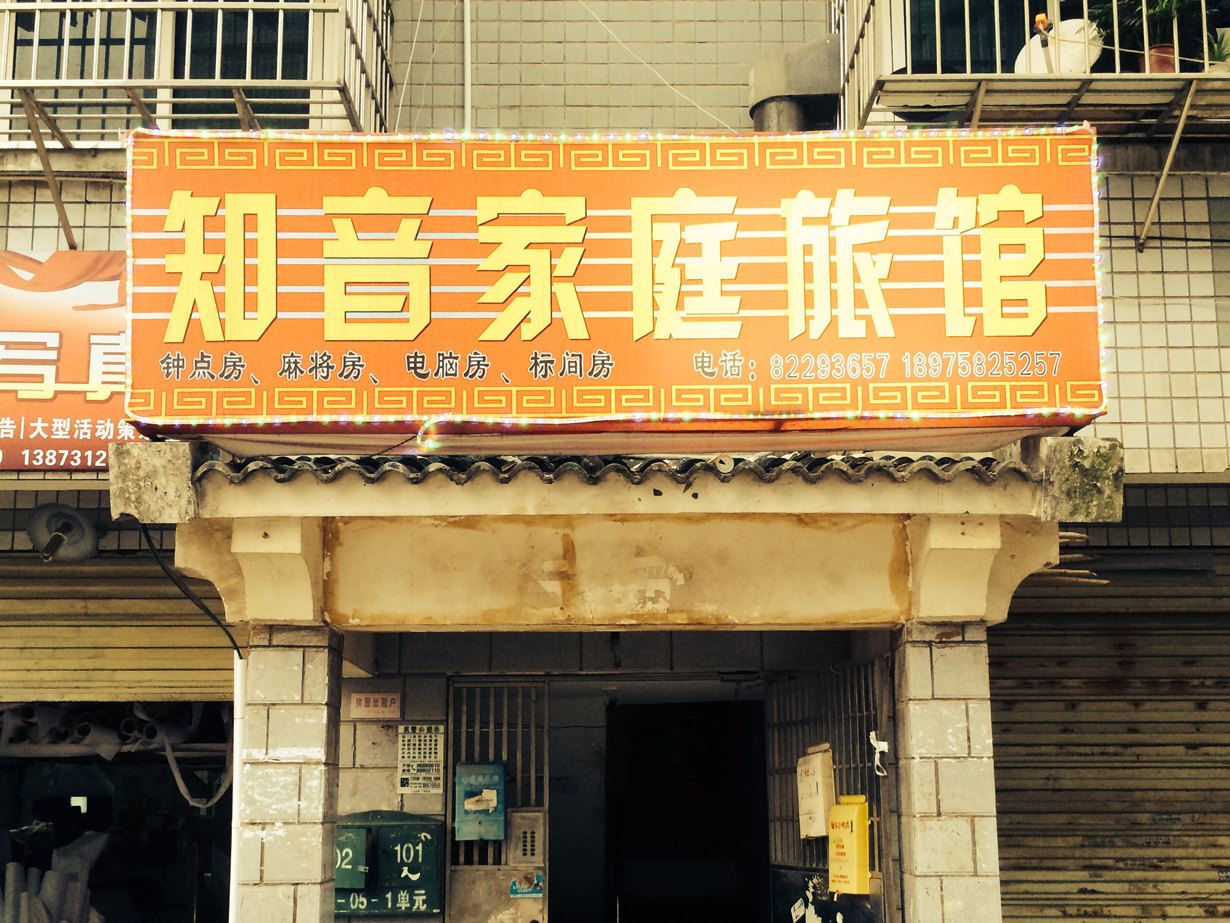 知音家庭旅馆
钟点房、麻将房、电脑房、标间房 电话：82293657 18975825257
写真
告|大型活动策
1387312
房屋出租户
02
101
-05-1单元